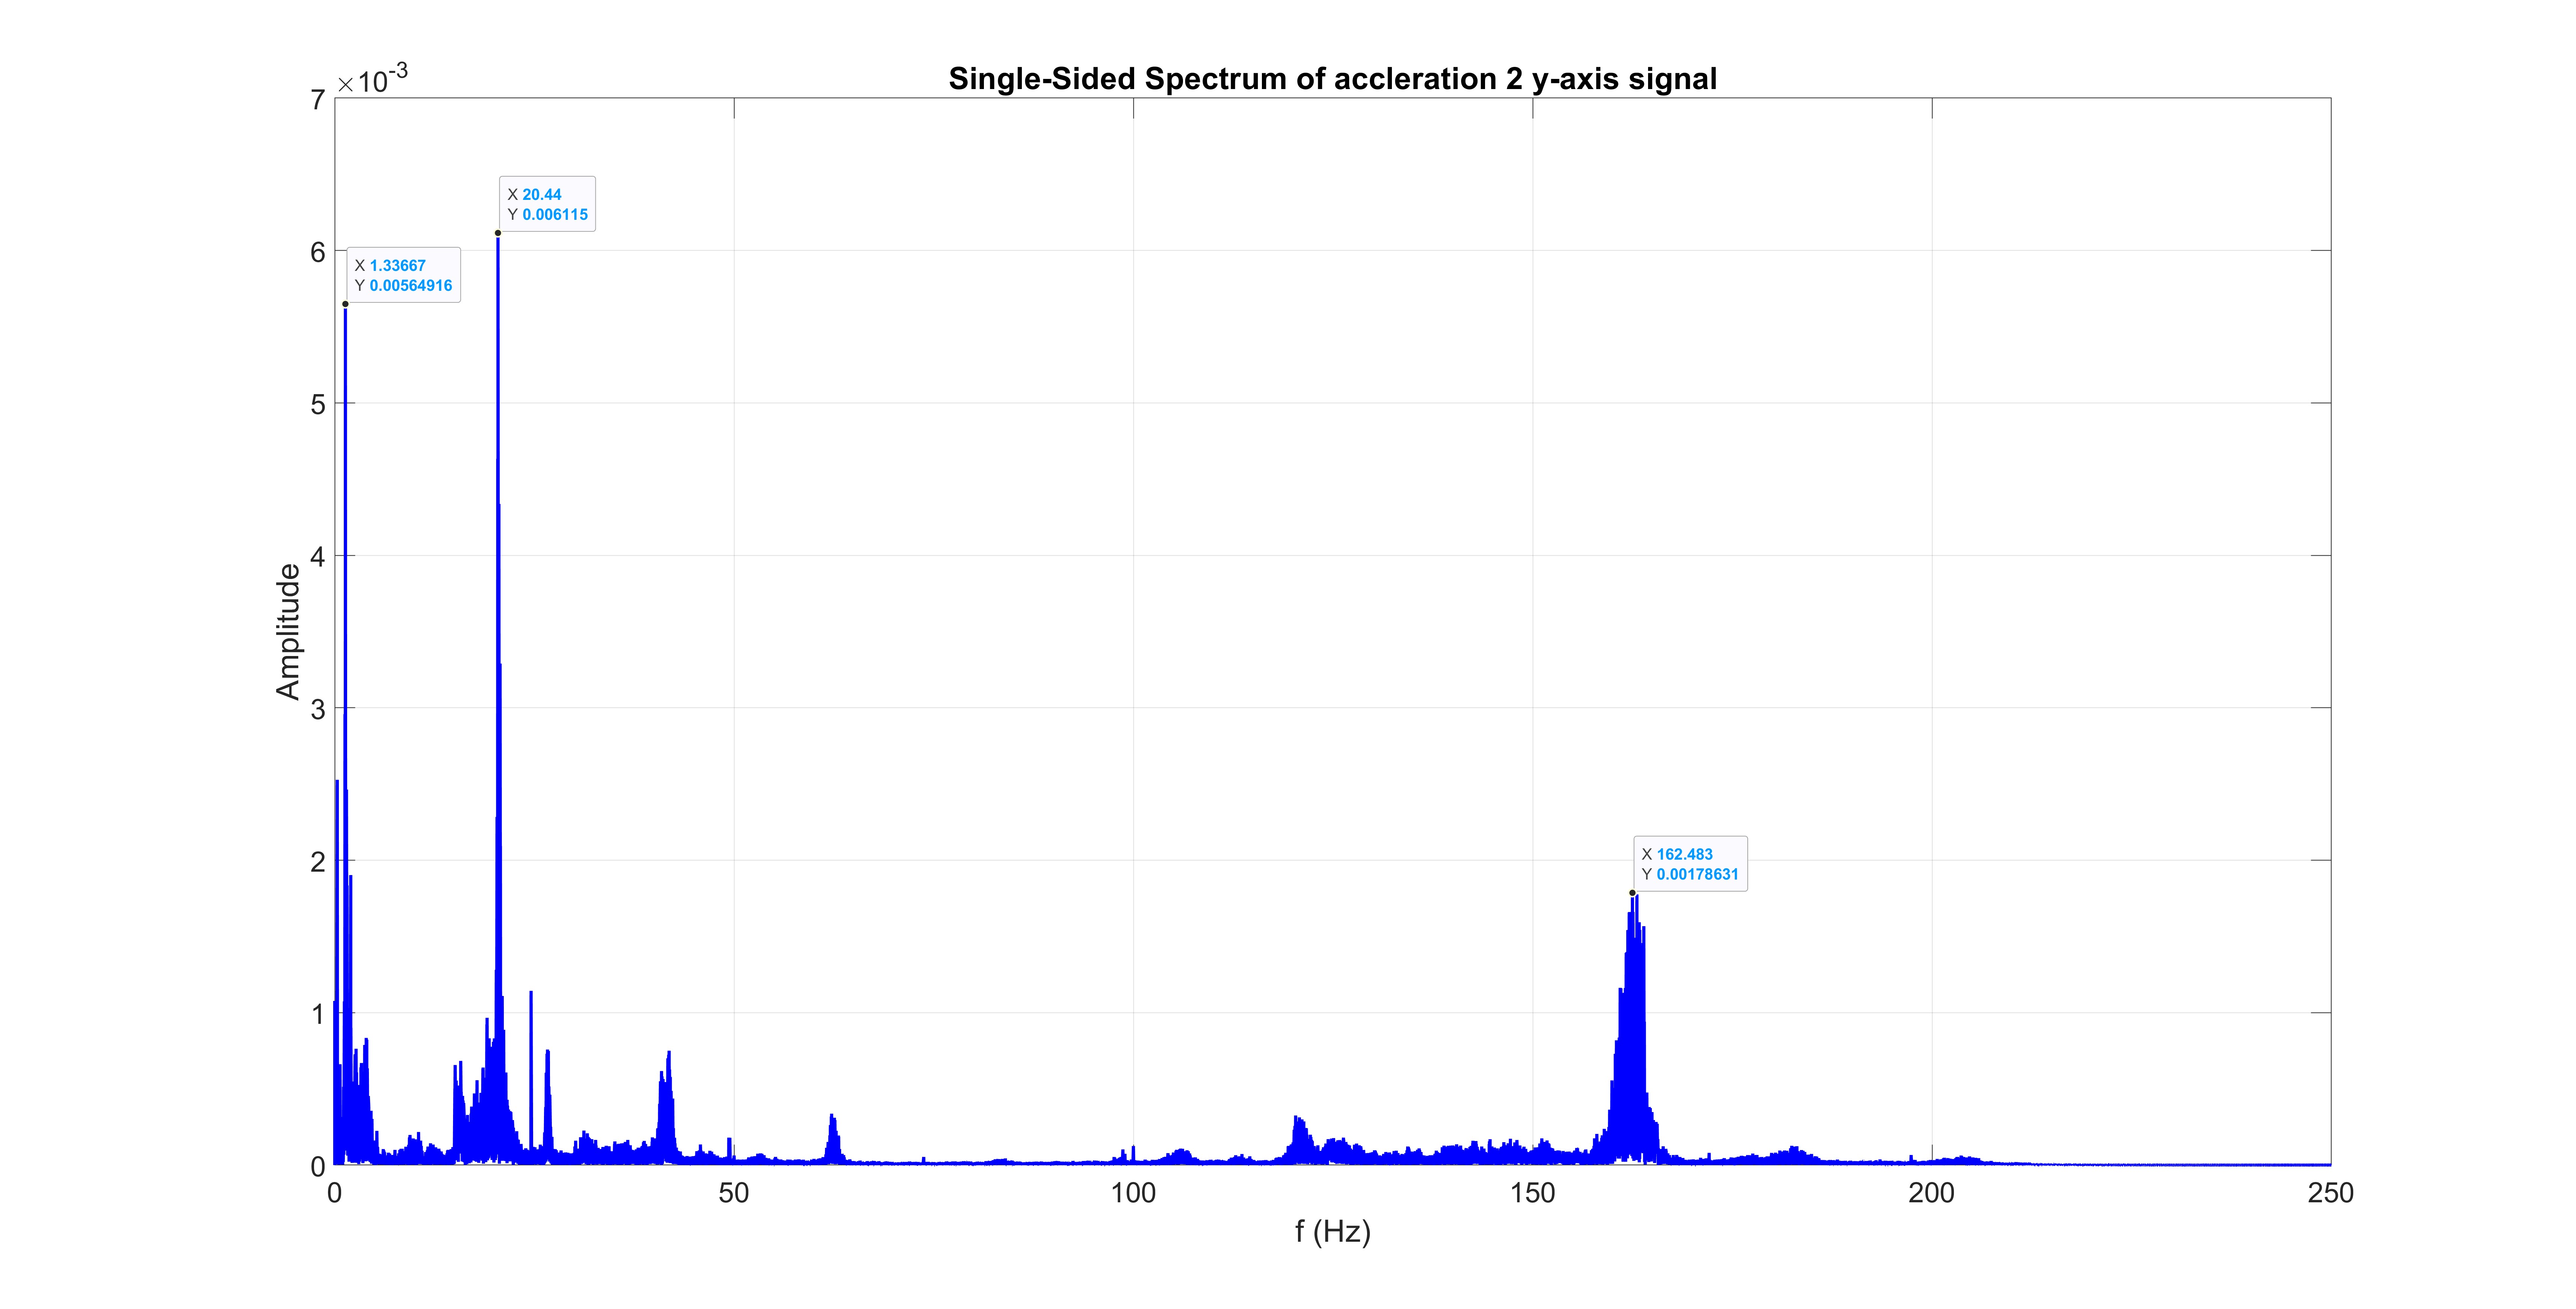 Single-Sided Spectrum of accleration 2 y-axis signal
×10-3
7
6
5
4
3
2
1
0
Amplitude
X 20.44
Y 0.006115
X 1.33667
Y 0.00564916
X 162.483
Y 0.00178631
0 50 100 150 200 250
f (Hz)